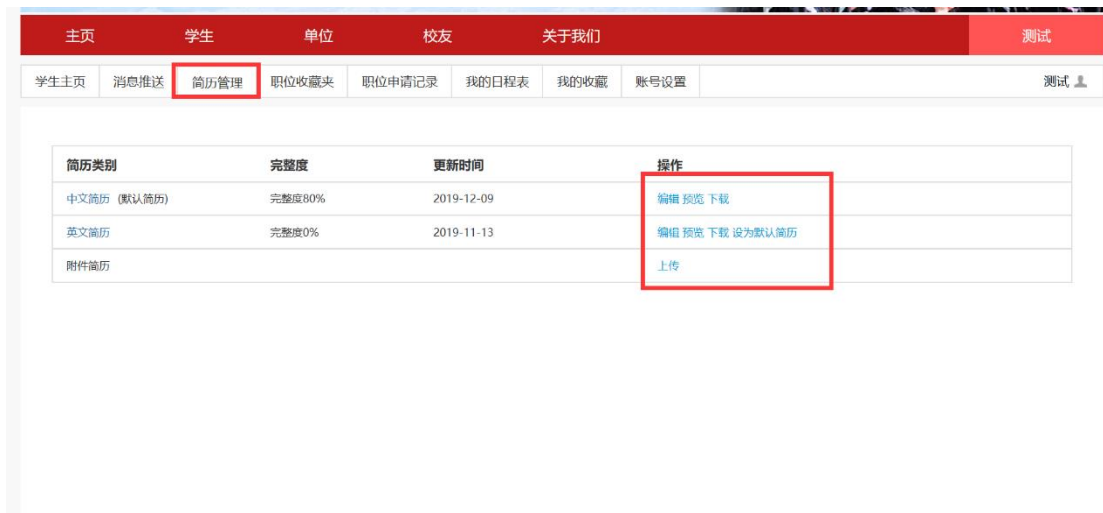 主页 学生 单位 校友 关于我们 测试
学生主页 消息推送 简历管理 职位收藏夹 职位申请记录 我的日程表 我的收藏 账号设置 测试
简历类别 完整度 更新时间 操作
中文简历 (默认简历) 完整度80% 2019-12-09 编辑 预览 下载
英文简历 完整度0% 2019-11-13 编辑 预览 下载 设为默认简历
附件简历 上传